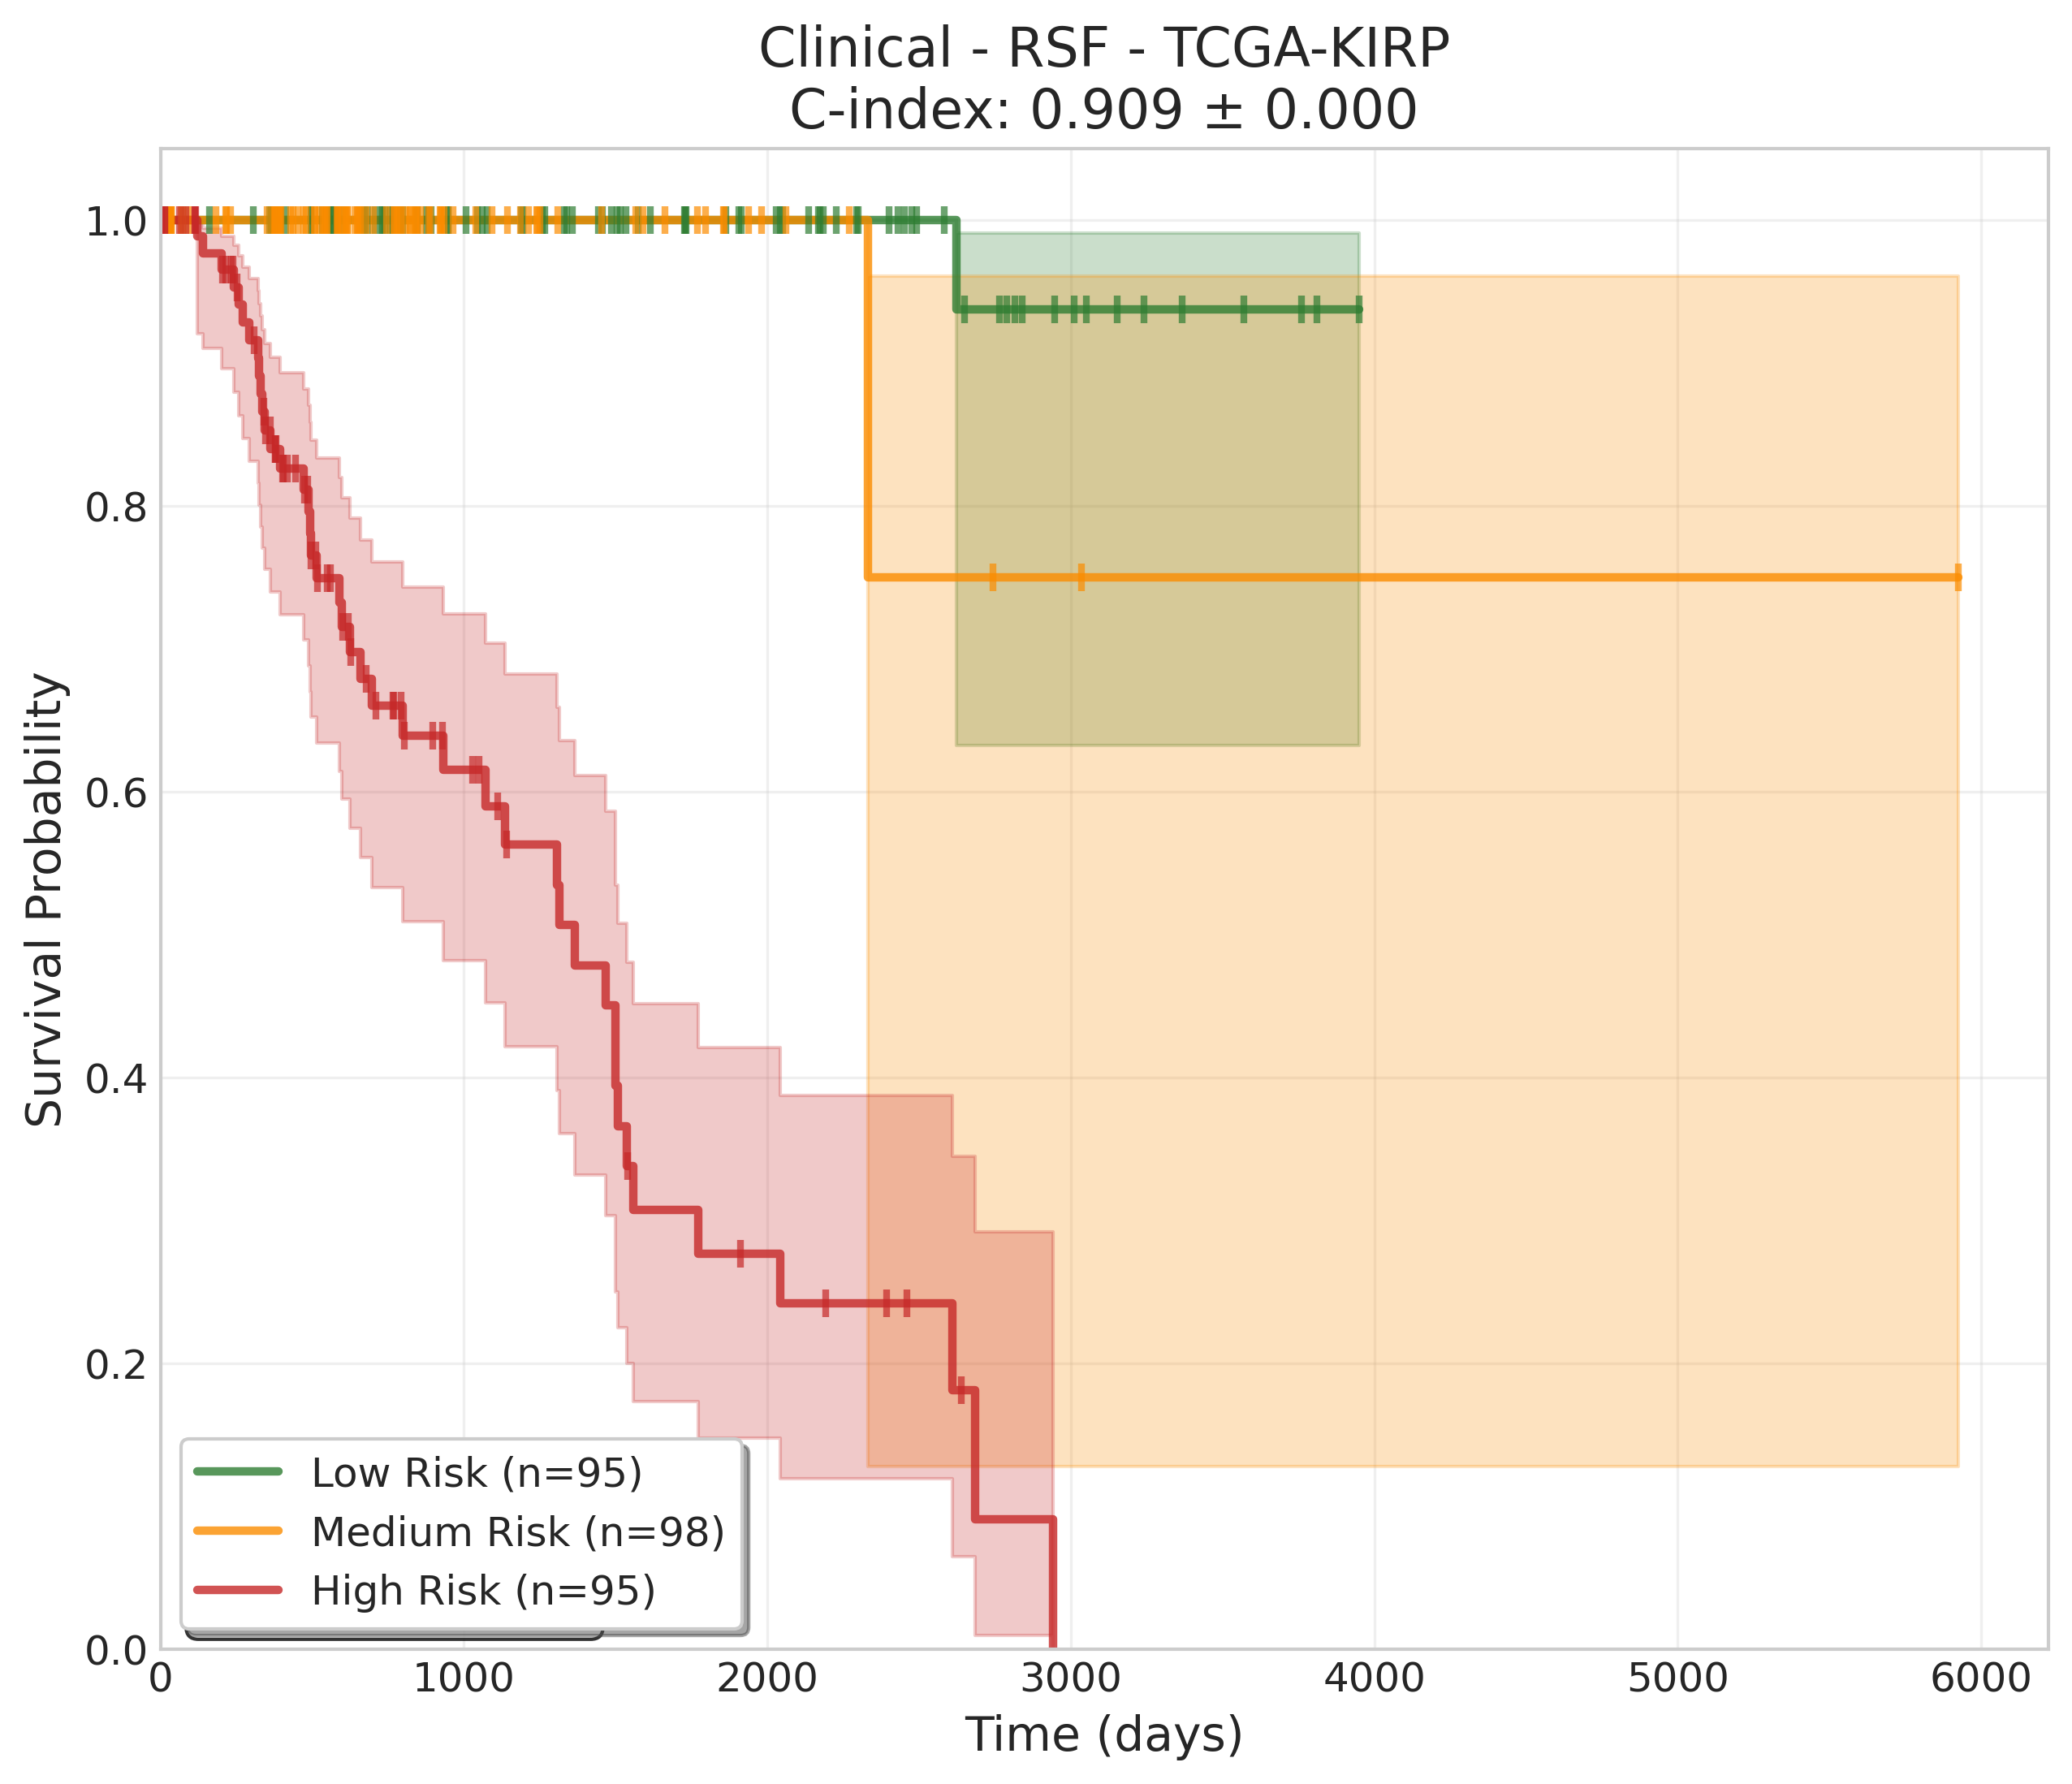 Clinical - RSF - TCGA-KIRP
C-index: 0.909 ± 0.000
Survival Probability
1.0
0.8
0.6
0.4
0.2
0.0
Low Risk (n=95)
Medium Risk (n=98)
High Risk (n=95)
0 1000 2000 3000 4000 5000 6000
Time (days)